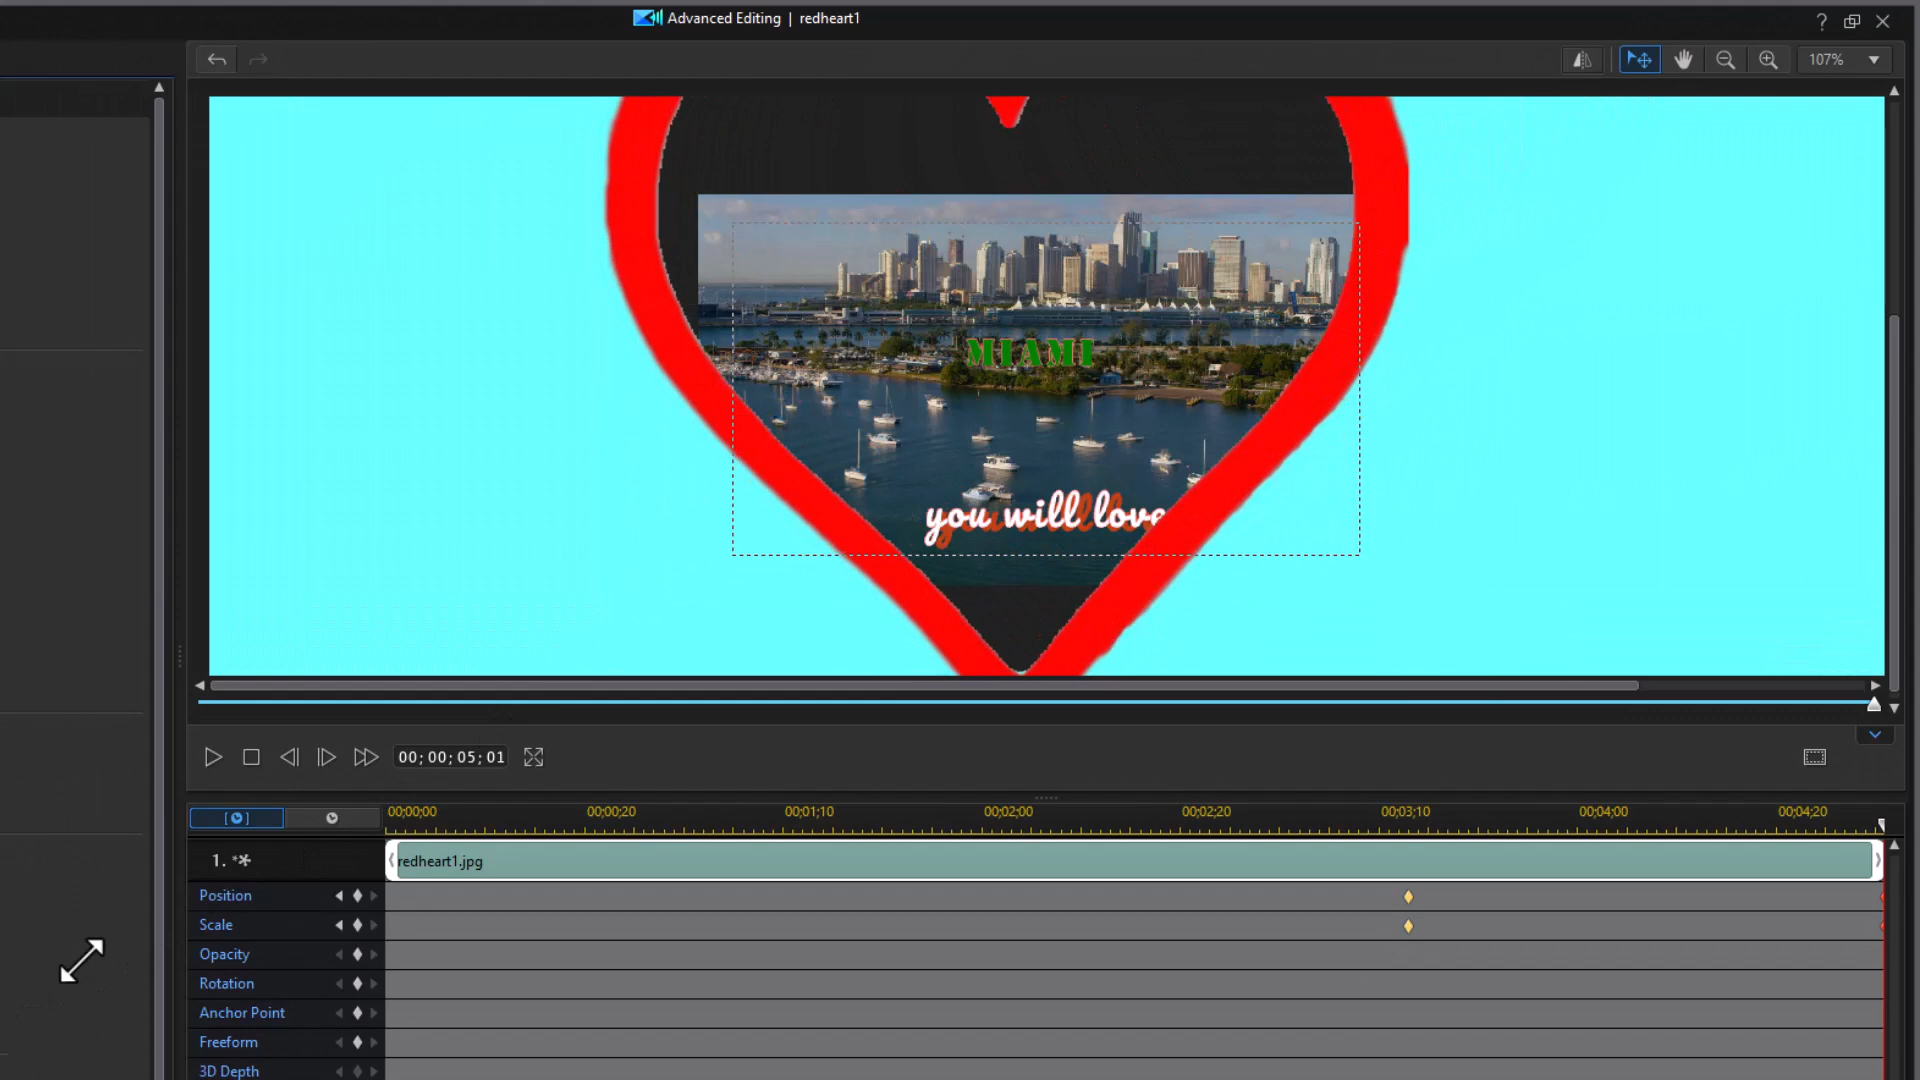 Advanced Editing | redheart1
?
107%
MIAMI
you will love
00;00;05;01
00;00;00 00;00;20 00;01;10 00;02;00 00;02;20 00;03;10 00;04;00 00;04;20
1. redheart1.jpg
Position
Scale
Opacity
Rotation
Anchor Point
Freeform
3D Depth